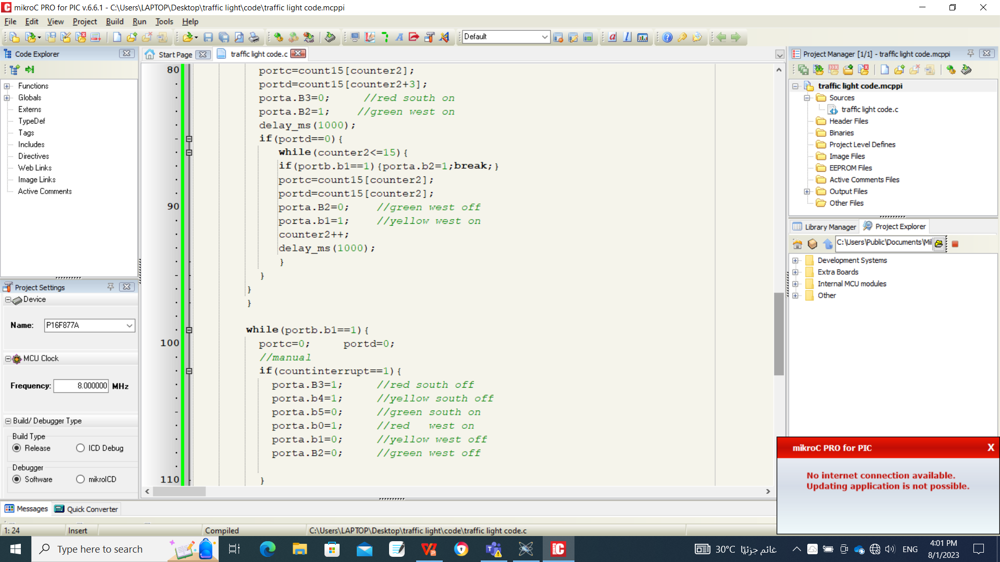 mikroC PRO for PIC v.6.6.1 - C:\Users\LAPTOP\Desktop\traffic light\code\traffic light code.mcppi
File Edit View Project Build Run Tools Help
Default
Code Explorer
Functions
Globals
Externs
TypeDef
Tags
Includes
Directives
Web Links
Image Links
Active Comments
Project Settings
Device
Name: P16F877A
MCU Clock
Frequency: 8.000000 MHz
Build/ Debugger Type
Build Type
Release ICD Debug
Debugger
Software mikroICD
Start Page traffic light code.c
80 portc=count15[counter2];
portd=count15[counter2+3];
porta.B3=0; //red south on
porta.B2=1; //green west on
delay_ms(1000);
if(portd==0){
while(counter2<=15){
if(portb.b1==1){porta.b2=1;break;}
portc=count15[counter2];
portd=count15[counter2];
90 porta.B2=0; //green west off
porta.b1=1; //yellow west on
counter2++;
delay_ms(1000);
}
}
}
}
while(portb.b1==1){
100 portc=0; portd=0;
//manual
if(countinterrupt==1){
porta.B3=1; //red south off
porta.b4=1; //yellow south off
porta.b5=0; //green south on
porta.b0=1; //red west on
porta.b1=0; //yellow west off
porta.B2=0; //green west off
110 }
Project Manager [1/1] - traffic light code.mcppi
traffic light code.mcppi
Sources
traffic light code.c
Header Files
Binaries
Project Level Defines
Image Files
EEPROM Files
Active Comments Files
Output Files
Other Files
Library Manager Project Explorer
C:\Users\Public\Documents\Mil
Development Systems
Extra Boards
Internal MCU modules
Other
mikroC PRO for PIC X
No internet connection available.
Updating application is not possible.
Messages Quick Converter
1: 24 Insert Compiled C:\Users\LAPTOP\Desktop\traffic light\code\traffic light code.c
Type here to search
30°C غائم جزئيًا
ENG
4:01 PM
8/1/2023